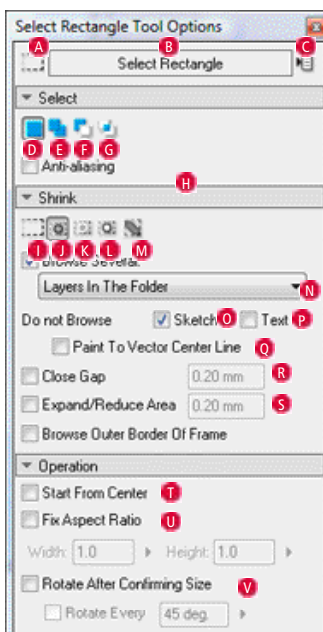 Select Rectangle Tool Options
A B C
Select Rectangle
Select
D E F G
Anti-aliasing
H
Shrink
I J K L M
Browse Several
Layers In The Folder N
Do not Browse Sketch O Text P
Paint To Vector Center Line Q
Close Gap 0.20 mm R
Expand/Reduce Area 0.20 mm S
Browse Outer Border Of Frame
Operation
Start From Center T
Fix Aspect Ratio U
Width: 1.0 Height: 1.0
Rotate After Confirming Size V
Rotate Every 45 deg.